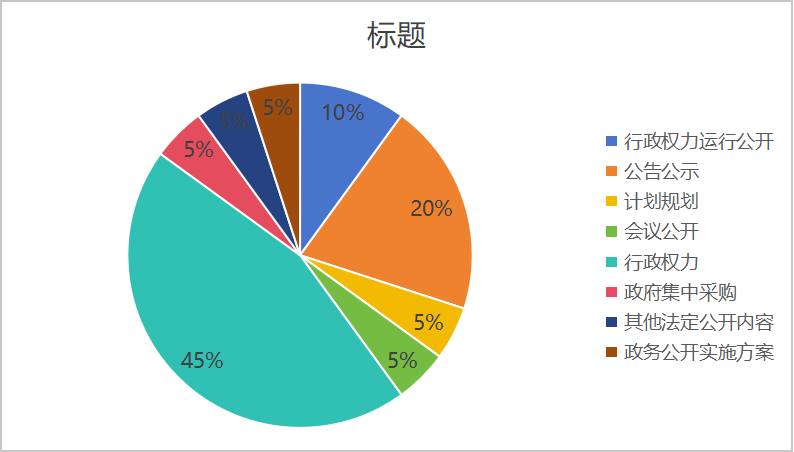 标题
10%
20%
5%
5%
45%
5%
5%
5%
行政权力运行公开
公告公示
计划规划
会议公开
行政权力
政府集中采购
其他法定公开内容
政务公开实施方案